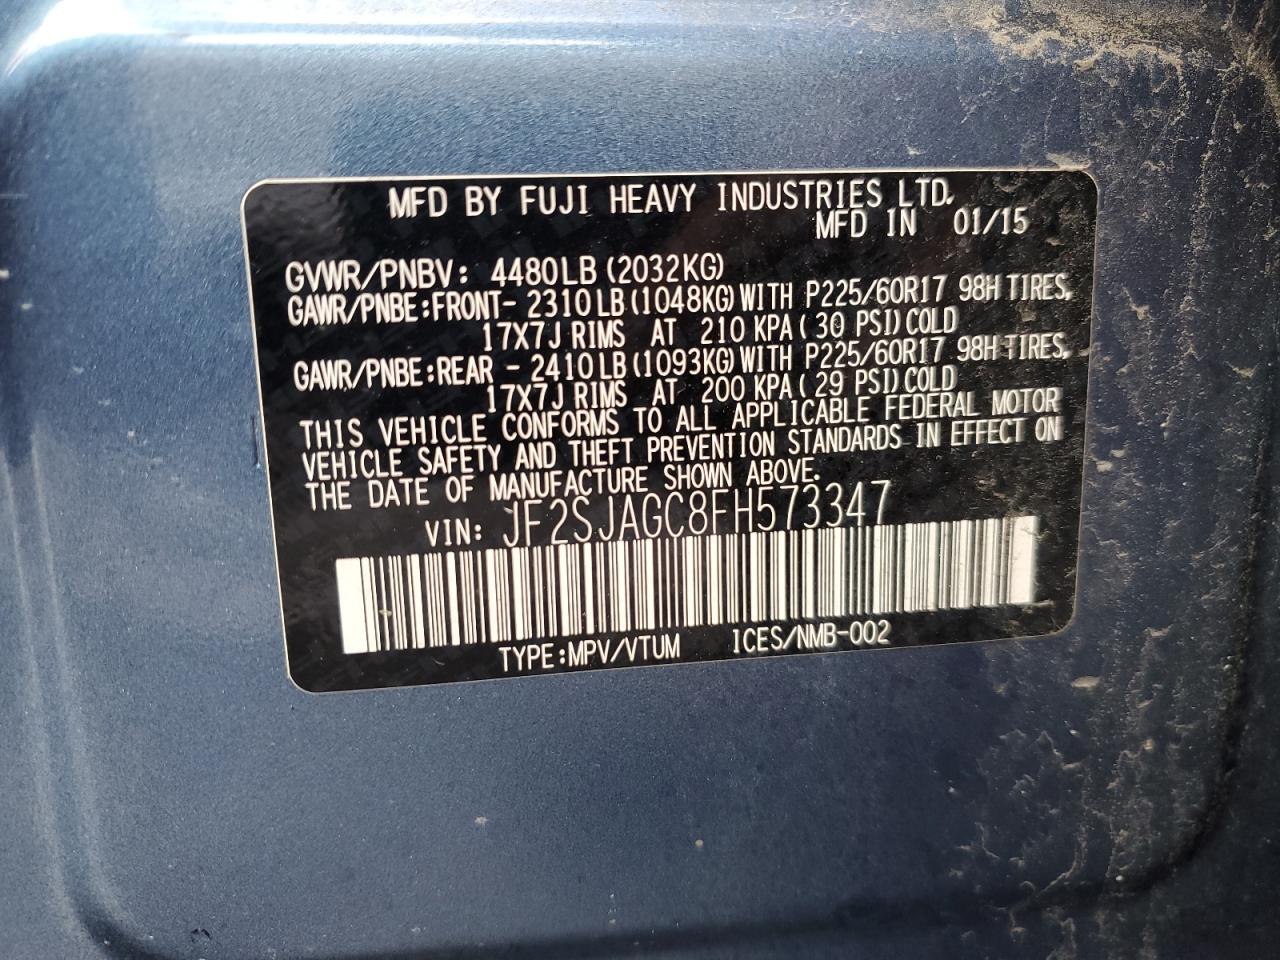 MFD BY FUJI HEAVY INDUSTRIES LTD.
MFD IN 01/15
GVWR/PNBV: 4480LB (2032KG)
GAWR/PNBE:FRONT- 2310LB (1048KG) WITH P225/60R17 98H TIRES,
17X7J RIMS AT 210 KPA ( 30 PSI) COLD
GAWR/PNBE:REAR - 2410LB (1093KG) WITH P225/60R17 98H TIRES,
17X7J RIMS AT 200 KPA ( 29 PSI) COLD
THIS VEHICLE CONFORMS TO ALL APPLICABLE FEDERAL MOTOR
VEHICLE SAFETY AND THEFT PREVENTION STANDARDS IN EFFECT ON
THE DATE OF MANUFACTURE SHOWN ABOVE.
VIN: JF2SJAGC8FH573347
TYPE:MPV/VTUM ICES/NMB-002